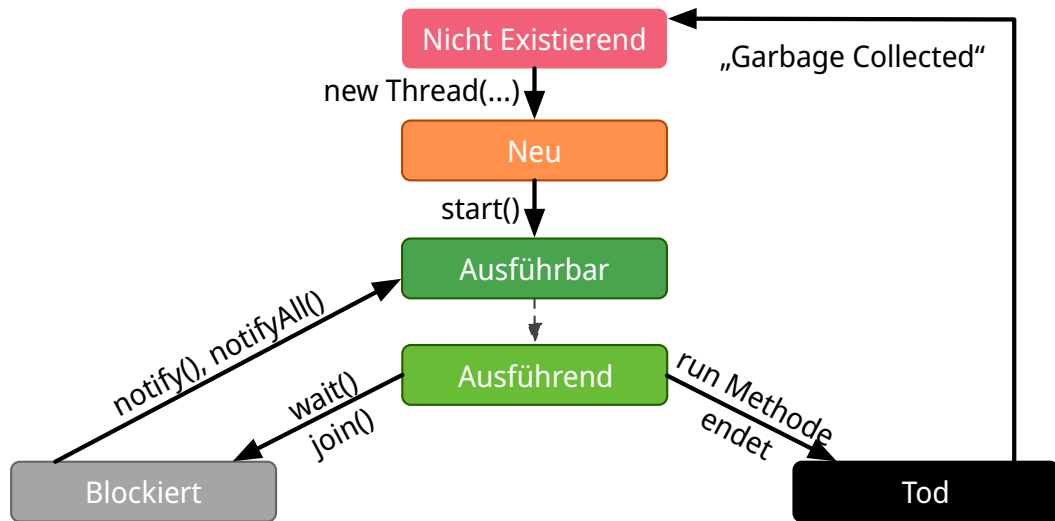 Nicht Existierend
„Garbage Collected“
new Thread(...)
Neu
start()
Ausführbar
notify(), notifyAll()
Ausführend
wait()
join()
run Methode
endet
Blockiert
Tod